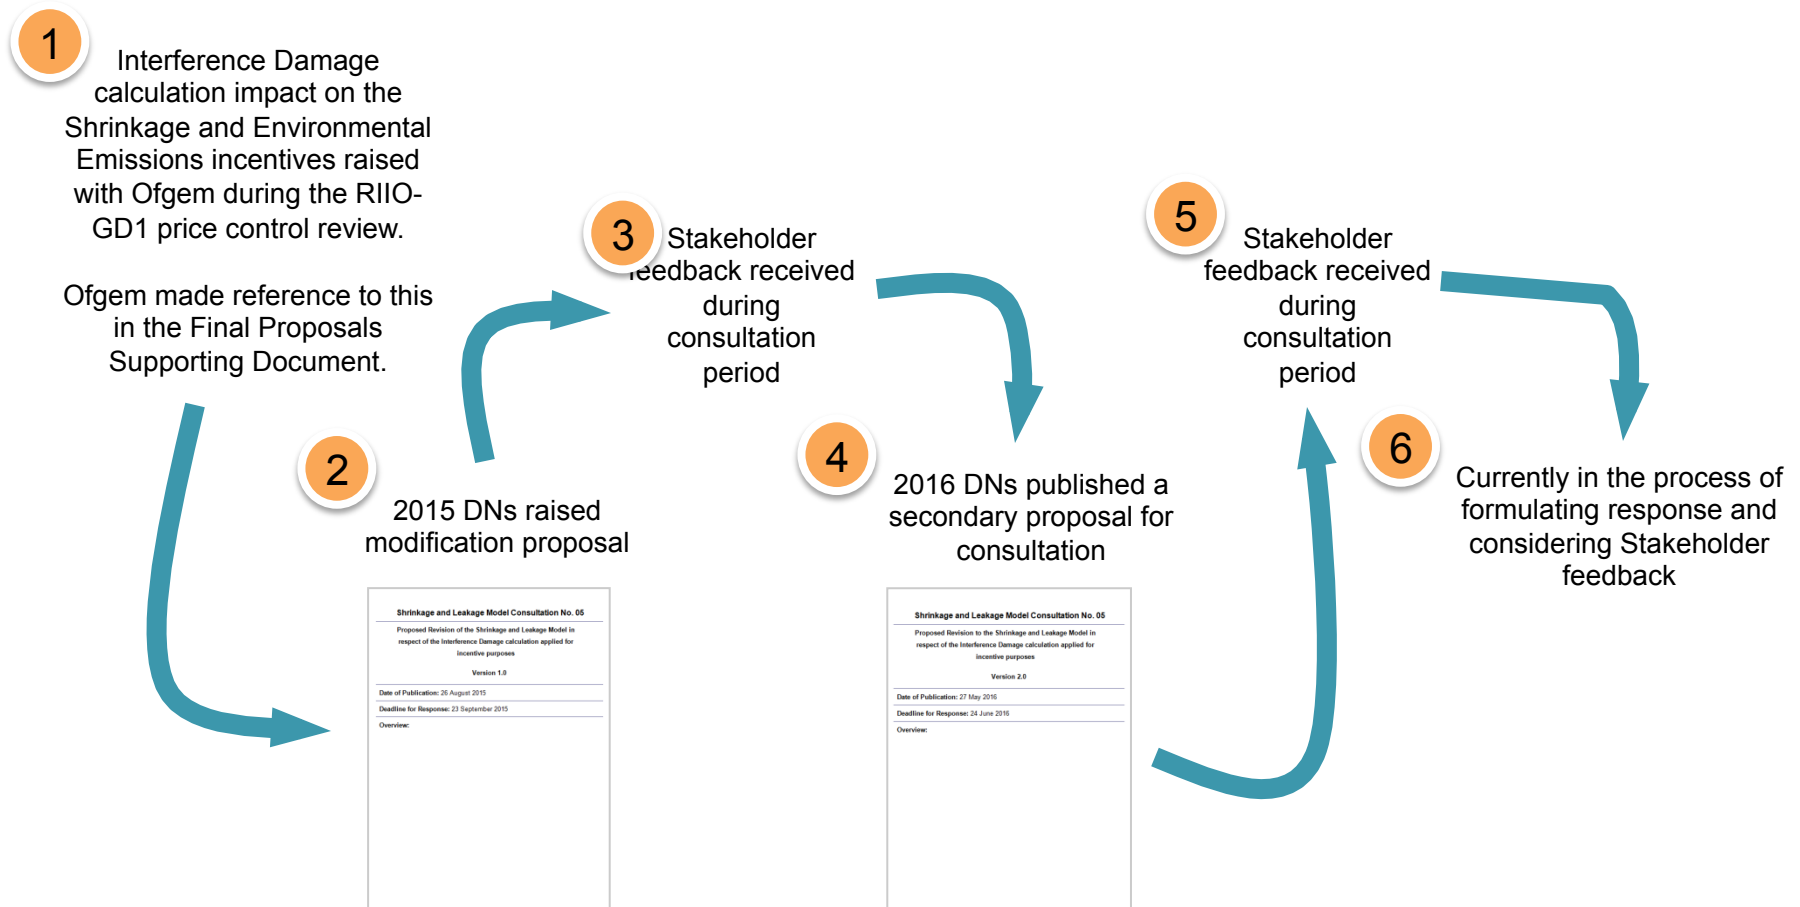 1
Interference Damage
calculation impact on the
Shrinkage and Environmental
Emissions incentives raised
with Ofgem during the RIIO-
GD1 price control review.
Ofgem made reference to this
in the Final Proposals
Supporting Document.
2
2015 DNs raised
modification proposal
Shrinkage and Leakage Model Consultation No. 05
Proposed Revision of the Shrinkage and Leakage Model in
respect of the Interference Damage calculation applied for
incentive purposes
Version 1.0
Date of Publication: 26 August 2015
Deadline for Response: 23 September 2015
Overview:
3
Stakeholder
feedback received
during
consultation
period
4
2016 DNs published a
secondary proposal for
consultation
Shrinkage and Leakage Model Consultation No. 05
Proposed Revision to the Shrinkage and Leakage Model in
respect of the Interference Damage calculation applied for
incentive purposes
Version 2.0
Date of Publication: 27 May 2016
Deadline for Response: 24 June 2016
Overview:
5
Stakeholder
feedback received
during
consultation
period
6
Currently in the process of
formulating response and
considering Stakeholder
feedback